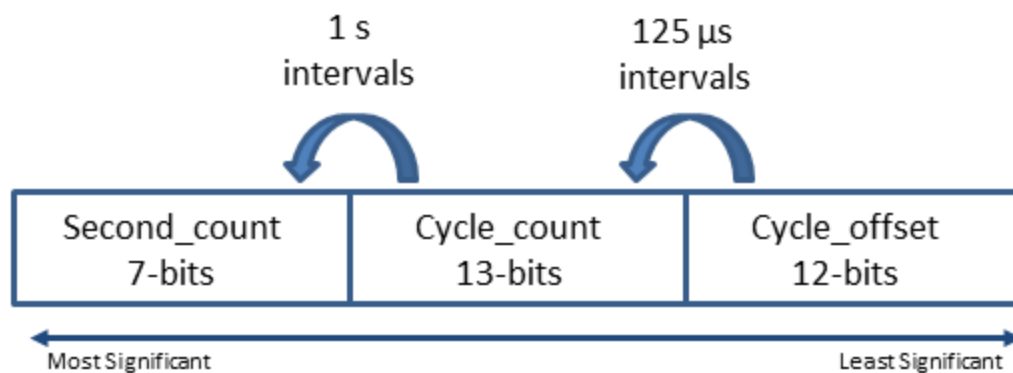 1 s
intervals
125 µs
intervals
Second_count
7-bits
Cycle_count
13-bits
Cycle_offset
12-bits
Most Significant
Least Significant